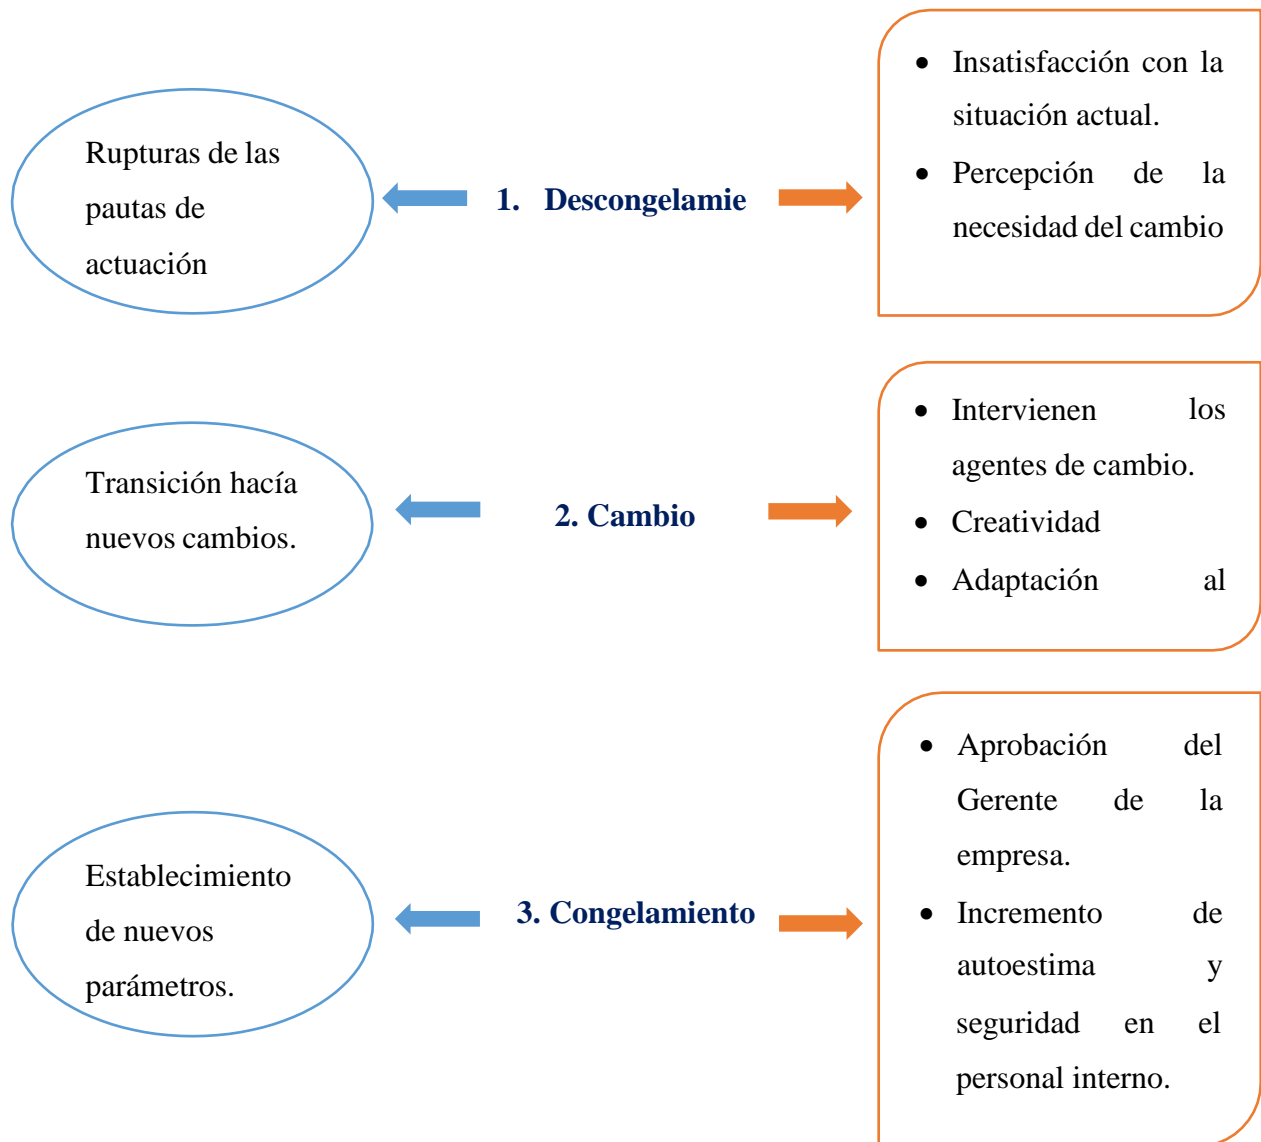 Rupturas de las
pautas de
actuación
1. Descongelamie
• Insatisfacción con la
situación actual.
• Percepción de la
necesidad del cambio
Transición hacía
nuevos cambios.
2. Cambio
• Intervienen los
agentes de cambio.
• Creatividad
• Adaptación al
Establecimiento
de nuevos
parámetros.
3. Congelamiento
• Aprobación del
Gerente de la
empresa.
• Incremento de
autoestima y
seguridad en el
personal interno.